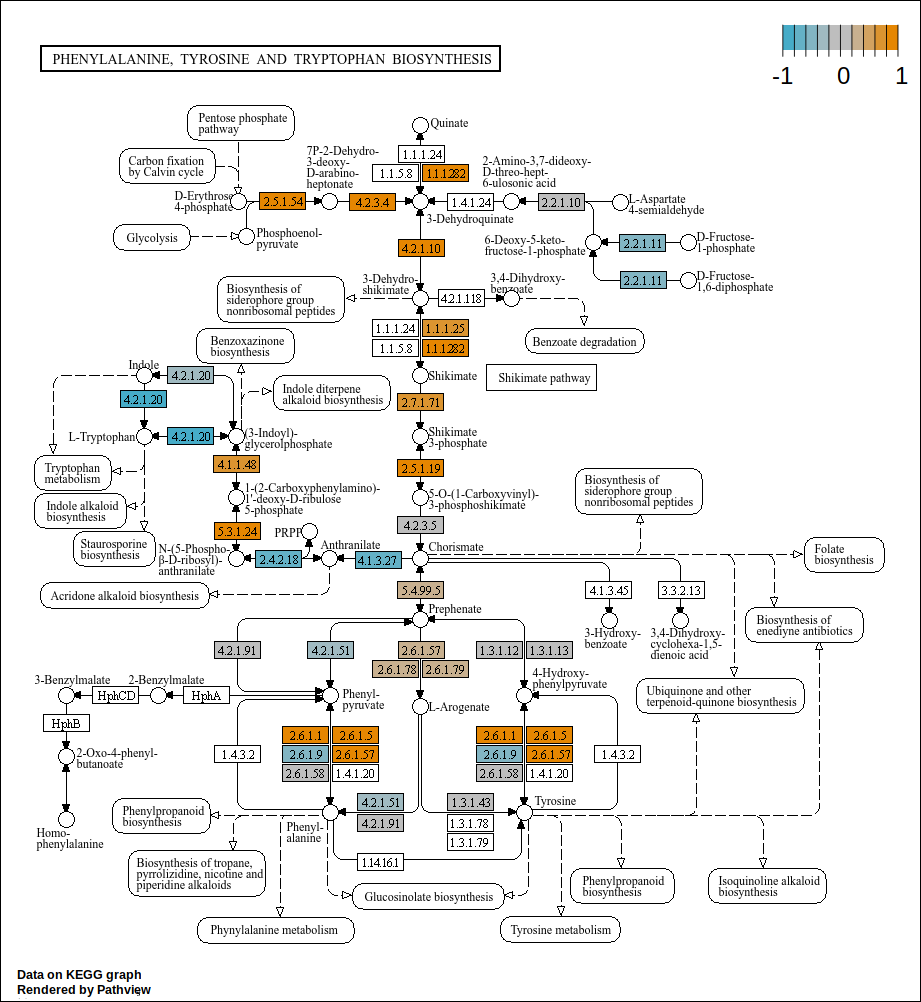 PHENYLALANINE, TYROSINE AND TRYPTOPHAN BIOSYNTHESIS
-1 0 1
Pentose phosphate
pathway
Quinate
Carbon fixation
by Calvin cycle
7P-2-Dehydro-
3-deoxy-
D-arabino-
heptonate
1.1.1.24
1.1.5.8
1.1.1.282
2-Amino-3,7-dideoxy-
D-threo-hept-
6-ulosonic acid
D-Erythrose
4-phosphate
2.5.1.54
4.2.3.4
1.4.1.24
2.2.1.10
L-Aspartate
4-semialdehyde
3-Dehydroquinate
Glycolysis
Phosphoenol-
pyruvate
4.2.1.10
6-Deoxy-5-keto-
fructose-1-phosphate
2.2.1.11
D-Fructose-
1-phosphate
2.2.1.11
D-Fructose-
1,6-diphosphate
Biosynthesis of
siderophore group
nonribosomal peptides
3-Dehydro-
shikimate
4.2.1.118
3,4-Dihydroxy-
benzoate
Benzoate degradation
1.1.1.24
1.1.1.25
1.1.5.8
1.1.1.282
Benzoxazinone
biosynthesis
Indole
4.2.1.20
Indole diterpene
alkaloid biosynthesis
Shikimate
Shikimate pathway
4.2.1.20
2.7.1.71
L-Tryptophan
4.2.1.20
(3-Indoyl)-
glycerolphosphate
Shikimate
3-phosphate
Tryptophan
metabolism
4.1.1.48
2.5.1.19
Indole alkaloid
biosynthesis
1-(2-Carboxyphenylamino)-
1'-deoxy-D-ribulose
5-phosphate
5-O-(1-Carboxyvinyl)-
3-phosphoshikimate
Biosynthesis of
siderophore group
nonribosomal peptides
Staurosporine
biosynthesis
5.3.1.24
PRPP
4.2.3.5
N-(5-Phospho-
β-D-ribosyl)-
anthranilate
2.4.2.18
Anthranilate
4.1.3.27
Chorismate
Folate
biosynthesis
Acridone alkaloid biosynthesis
5.4.99.5
4.1.3.45
3.3.2.13
Prephenate
3-Hydroxy-
benzoate
3,4-Dihydroxy-
cyclohexa-1,5-
dienoic acid
Biosynthesis of
enediyne antibiotics
4.2.1.91
4.2.1.51
2.6.1.57
2.6.1.78
2.6.1.79
1.3.1.12
1.3.1.13
3-Benzylmalate
2-Benzylmalate
HphCD
HphA
Phenyl-
pyruvate
L-Arogenate
4-Hydroxy-
phenylpyruvate
Ubiquinone and other
terpenoid-quinone biosynthesis
HphB
2-Oxo-4-phenyl-
butanoate
1.4.3.2
2.6.1.1
2.6.1.5
2.6.1.9
2.6.1.57
2.6.1.58
1.4.1.20
2.6.1.1
2.6.1.5
2.6.1.9
2.6.1.57
2.6.1.58
1.4.1.20
1.4.3.2
Homo-
phenylalanine
Phenylpropanoid
biosynthesis
4.2.1.51
4.2.1.91
1.3.1.43
1.3.1.78
1.3.1.79
Tyrosine
Phenyl-
alanine
1.14.16.1
Biosynthesis of tropane,
pyrrolizidine, nicotine and
piperidine alkaloids
Glucosinolate biosynthesis
Phenylpropanoid
biosynthesis
Isoquinoline alkaloid
biosynthesis
Phynylalanine metabolism
Tyrosine metabolism
Data on KEGG graph
Rendered by Pathview